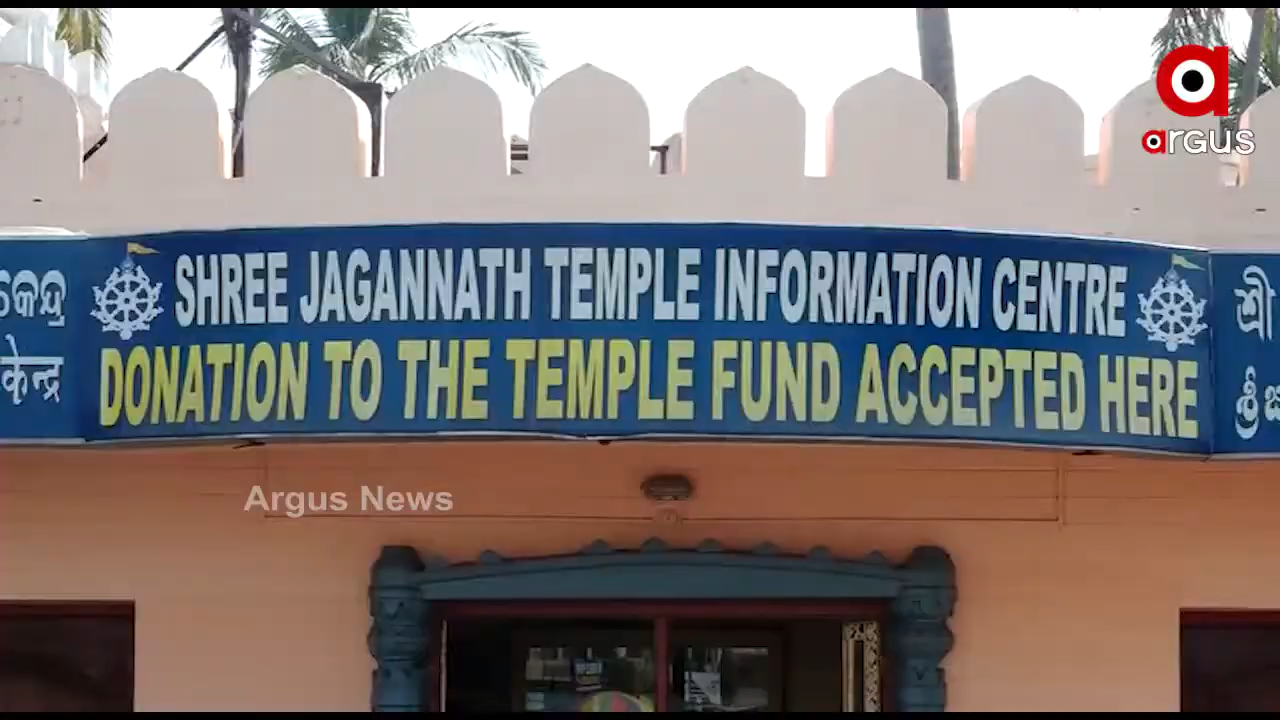 argus
SHREE JAGANNATH TEMPLE INFORMATION CENTRE
DONATION TO THE TEMPLE FUND ACCEPTED HERE
କେନ୍ଦ୍ର
केन्द्र
ଶ୍ରୀ
Argus News